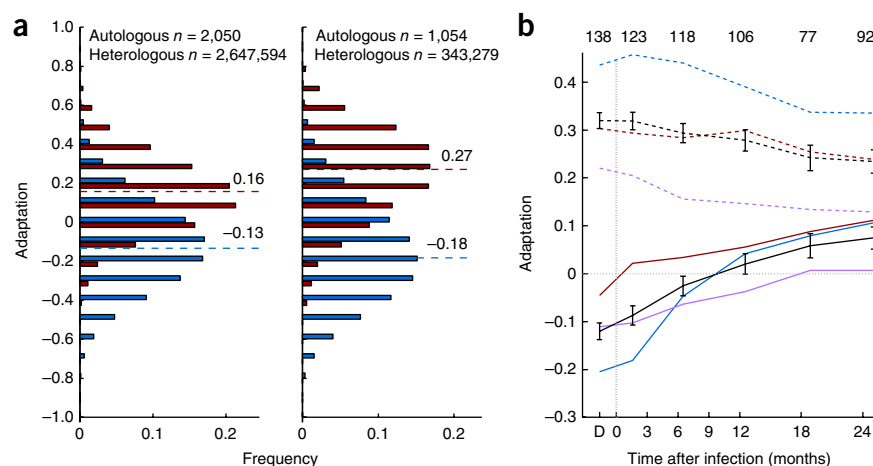 a
Autologous n = 2,050
Heterologous n = 2,647,594
Autologous n = 1,054
Heterologous n = 343,279
1.0
0.8
0.6
0.4
0.2
0
−0.2
−0.4
−0.6
−0.8
−1.0
Adaptation
0.16
−0.13
0.27
−0.18
0 0.1 0.2
0 0.1 0.2
Frequency
b
138 123 118 106 77 92
0.4
0.3
0.2
0.1
0
−0.1
−0.2
−0.3
Adaptation
D 0 3 6 9 12 18 24
Time after infection (months)